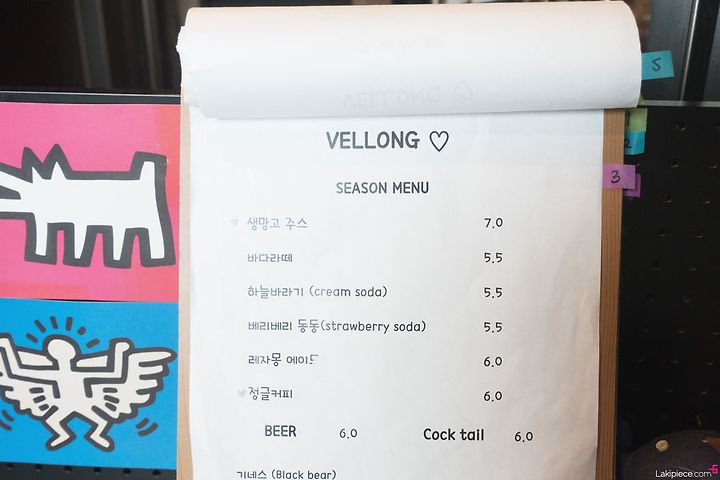 VELLONG ♡
SEASON MENU
♥ 생망고 주스 7.0
바다라떼 5.5
하늘바라기 (cream soda) 5.5
베리베리 동동(strawberry soda) 5.5
레자몽 에이드 6.0
♥정글커피 6.0
BEER 6.0 Cock tail 6.0
기네스 (Black bear)
5
2
3
Lakipiece.com